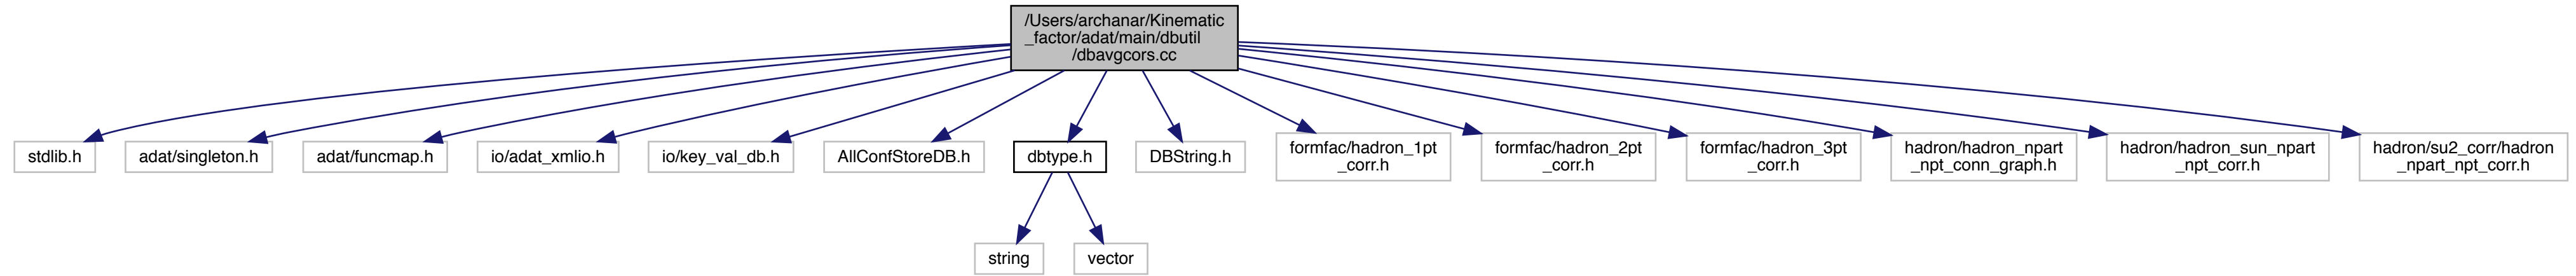 /Users/archanar/Kinematic
_factor/adat/main/dbutil
/dbavgcors.cc
stdlib.h
adat/singleton.h
adat/funcmap.h
io/adat_xmlio.h
io/key_val_db.h
AllConfStoreDB.h
dbtype.h
DBString.h
formfac/hadron_1pt
_corr.h
formfac/hadron_2pt
_corr.h
formfac/hadron_3pt
_corr.h
hadron/hadron_npart
_npt_conn_graph.h
hadron/hadron_sun_npart
_npt_corr.h
hadron/su2_corr/hadron
_npart_npt_corr.h
string
vector